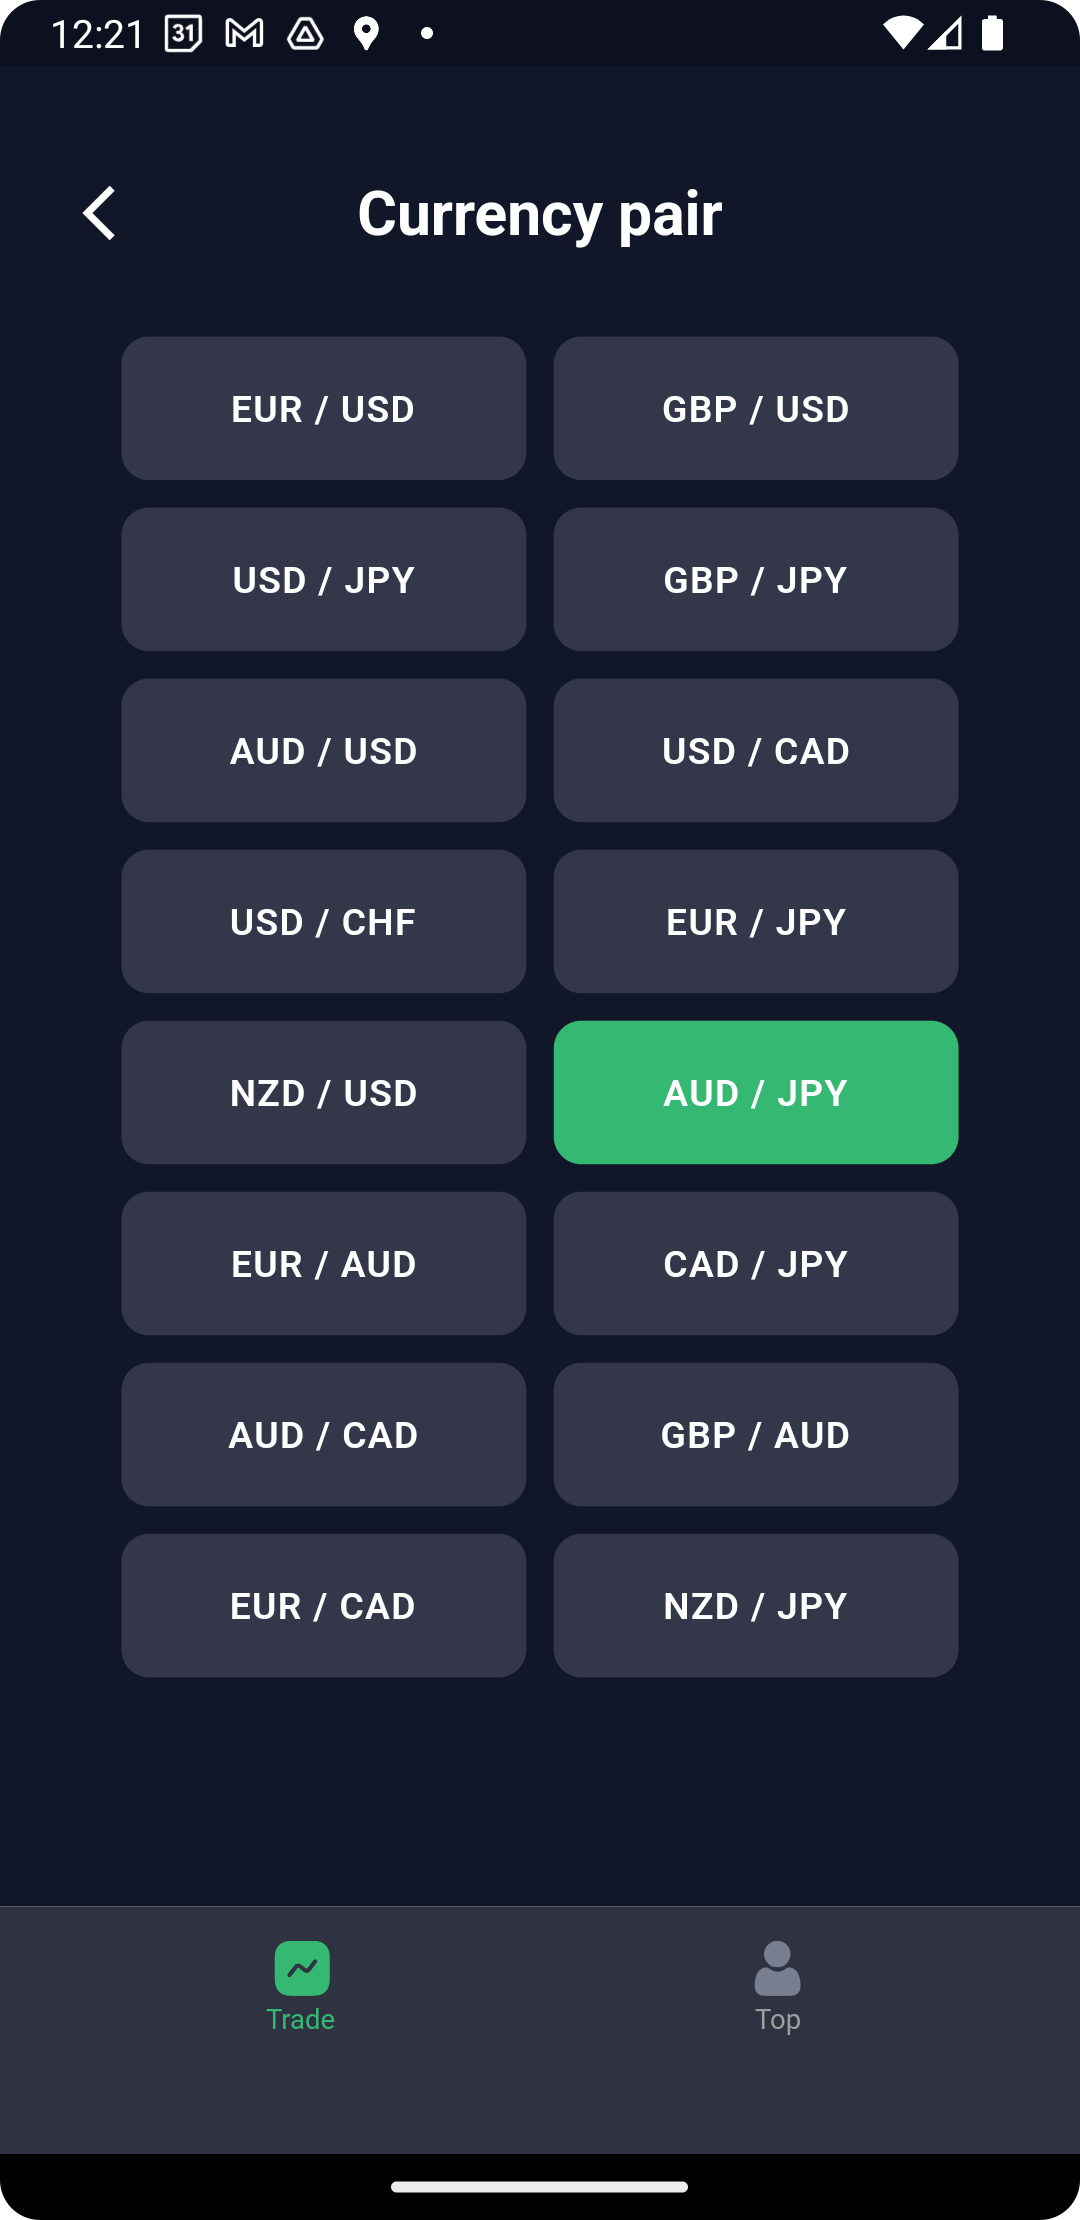 12:21 31
Currency pair
EUR / USD GBP / USD
USD / JPY GBP / JPY
AUD / USD USD / CAD
USD / CHF EUR / JPY
NZD / USD AUD / JPY
EUR / AUD CAD / JPY
AUD / CAD GBP / AUD
EUR / CAD NZD / JPY
Trade Top